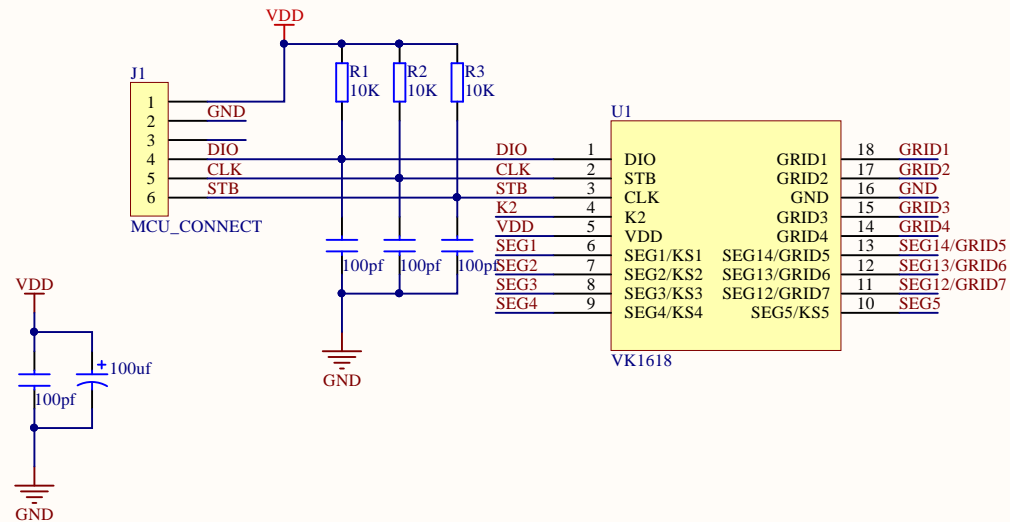 VDD
J1
1
2
3
4
5
6
GND
DIO
CLK
STB
MCU_CONNECT
R1
10K
R2
10K
R3
10K
100pf
100pf
100pf
GND
VDD
100uf
100pf
GND
U1
DIO 1 DIO GRID1 18 GRID1
CLK 2 STB GRID2 17 GRID2
STB 3 CLK GND 16 GND
K2 4 K2 GRID3 15 GRID3
VDD 5 VDD GRID4 14 GRID4
SEG1 6 SEG1/KS1 SEG14/GRID5 13 SEG14/GRID5
SEG2 7 SEG2/KS2 SEG13/GRID6 12 SEG13/GRID6
SEG3 8 SEG3/KS3 SEG12/GRID7 11 SEG12/GRID7
SEG4 9 SEG4/KS4 SEG5/KS5 10 SEG5
VK1618